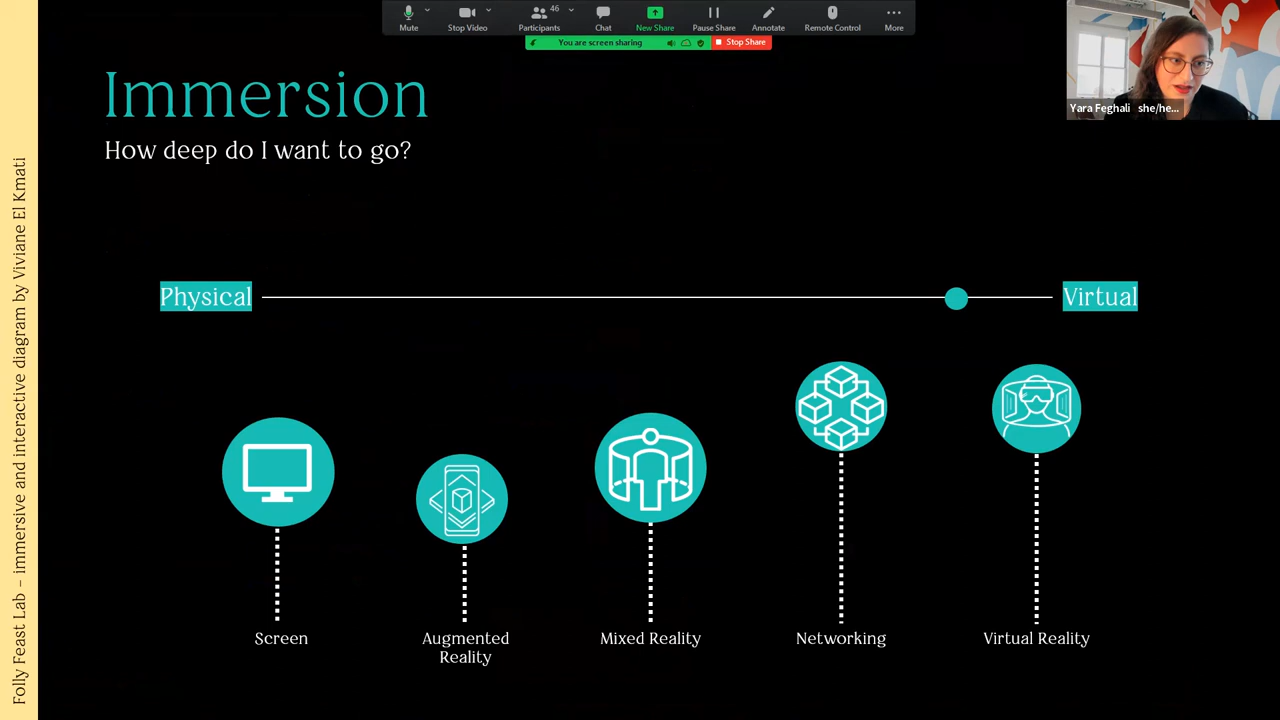 46
Mute
Stop Video
Participants
Chat
New Share
Pause Share
Annotate
Remote Control
More
You are screen sharing
Stop Share
Yara Feghali she/he...
Immersion
How deep do I want to go?
Physical
Virtual
Screen
Augmented
Reality
Mixed Reality
Networking
Virtual Reality
Folly Feast Lab - immersive and interactive diagram by Viviane El Kmati